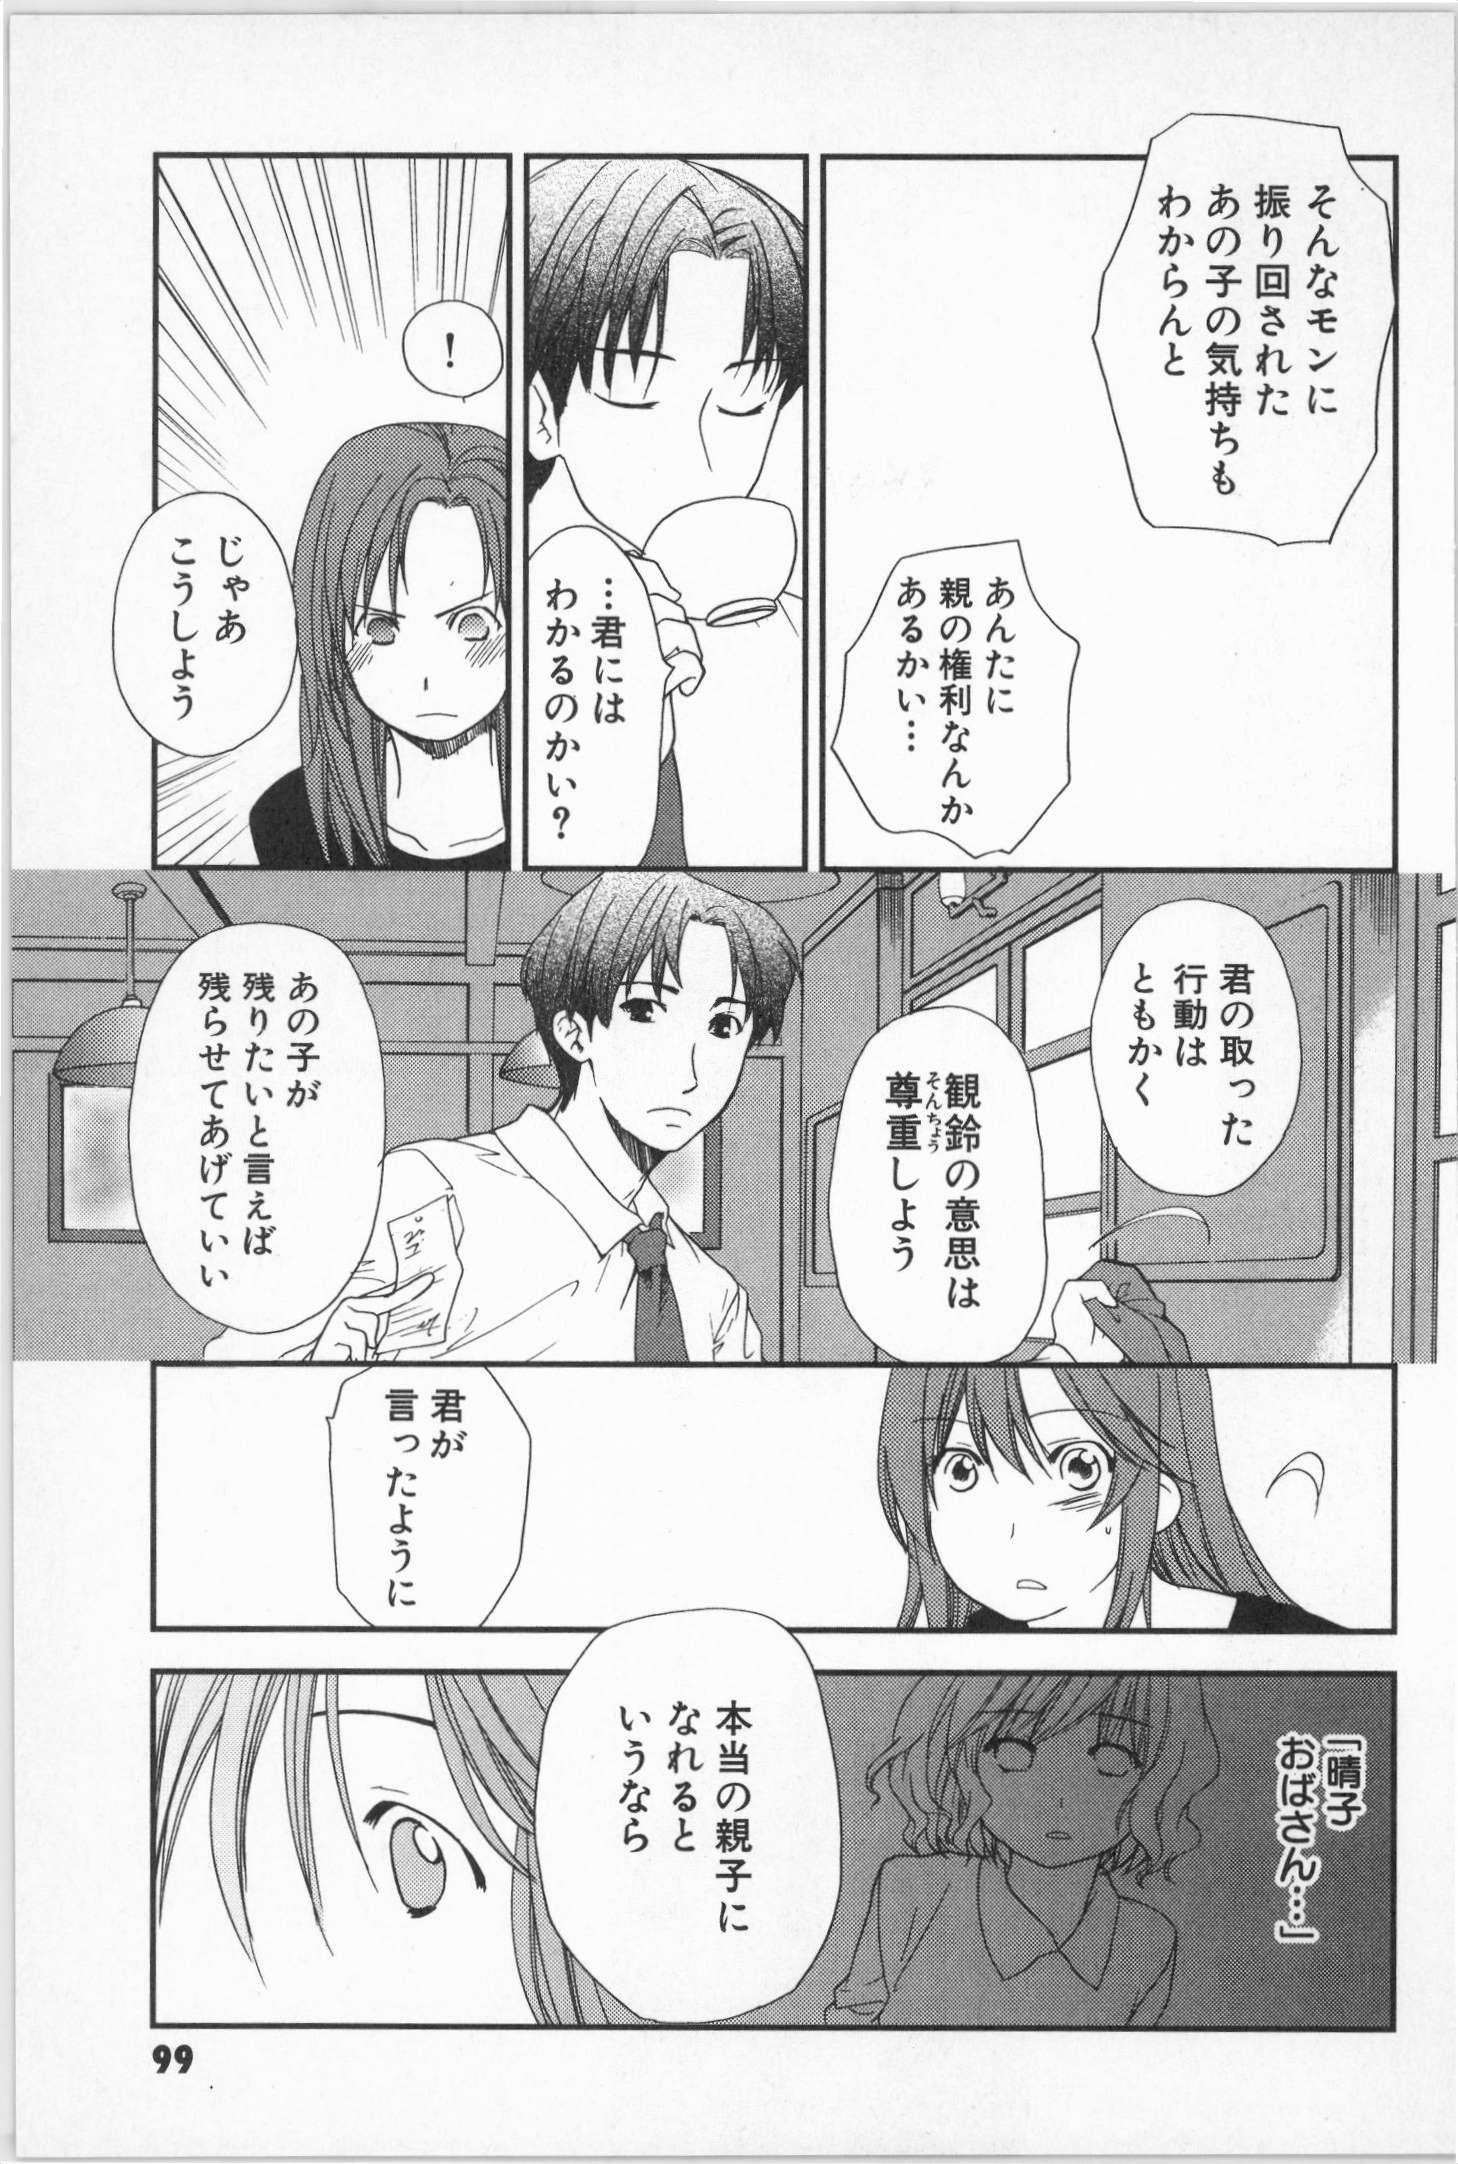 そんなモンに
振り回された
あの子の気持ちも
わからんと
あんたに
親の権利なんか
あるかい…
…君には
わかるのかい？
！
じゃあ
こうしよう
君の取った
行動は
ともかく
観鈴の意思は
尊重しよう
そんちょう
あの子が
残りたいと言えば
残らせてあげていい
君が
言ったように
「晴子
おばさん…」
本当の親子に
なれると
いうなら
99